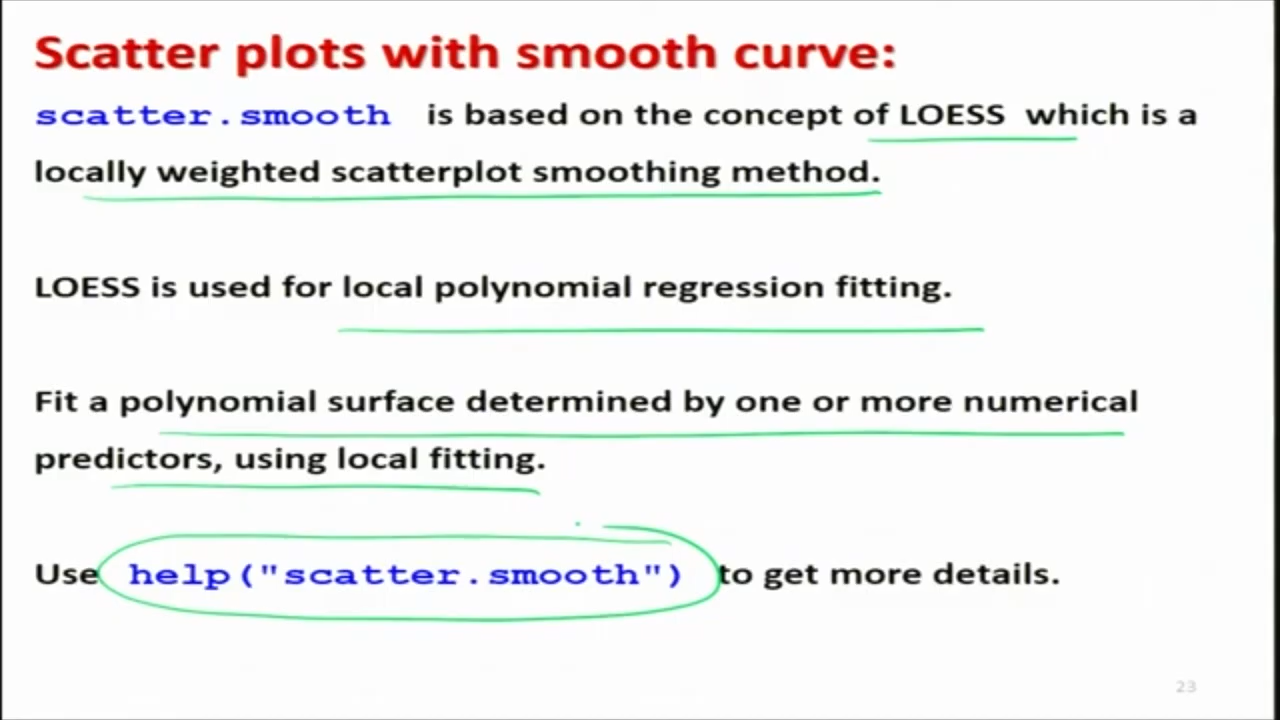 Scatter plots with smooth curve:
scatter.smooth is based on the concept of LOESS which is a
locally weighted scatterplot smoothing method.
LOESS is used for local polynomial regression fitting.
Fit a polynomial surface determined by one or more numerical
predictors, using local fitting.
Use help("scatter.smooth") to get more details.
23